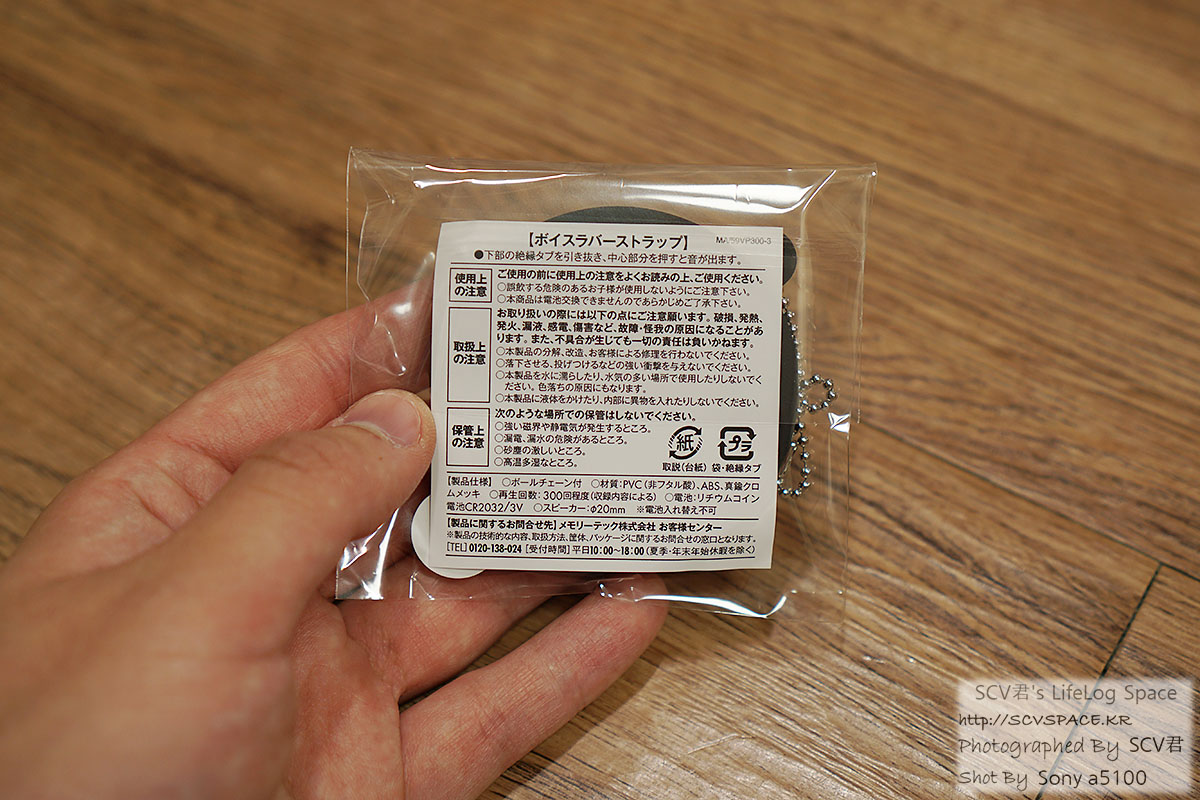 【ボイスラバーストラップ】 MA/59VP300-3
●下部の絶縁タブを引き抜き、中心部分を押すと音が出ます。
使用上
の注意
ご使用の前に使用上の注意をよくお読みの上、ご使用ください。
○誤飲する危険のあるお子様が使用しないようにご注意下さい。
○本商品は電池交換できませんのであらかじめご了承下さい。
取扱上
の注意
お取り扱いの際には以下の点にご注意願います。破損、発熱、
発火、漏液、感電、傷害など、故障・怪我の原因になることがあ
ります。また、不具合が生じても一切の責任は負いかねます。
○本製品の分解、改造、お客様による修理を行わないでください。
○落下させる、投げつけるなどの強い衝撃を与えないでください。
○本製品を水に濡らしたり、水気の多い場所で使用したりしないでく
ださい。色落ちの原因にもなります。
○本製品に液体をかけたり、内部に異物を入れたりしないでください。
保管上
の注意
次のような場所での保管はしないでください。
○強い磁界や静電気が発生するところ。
○漏電、漏水の危険があるところ。
○砂塵の激しいところ。
○高温多湿なところ。
紙
取説(台紙)
プラ
袋・絶縁タブ
【製品仕様】 ○ボールチェーン付 ○材質:PVC(非フタル酸)、ABS、真鍮クロ
ムメッキ ○再生回数:300回程度(収録内容による) ○電池:リチウムコイン
電池CR2032/3V ○スピーカー:φ20mm ※電池入れ替え不可
【製品に関するお問合せ先】メモリーテック株式会社 お客様センター
※製品の技術的な内容、取扱方法、筐体、パッケージに関するお問合せの窓口となります。
[TEL] 0120-138-024 [受付時間] 平日10:00~18:00(夏季・年末年始休暇を除く)
SCV君's LifeLog Space
http://SCVSPACE.KR
Photographed By SCV君
Shot By Sony a5100